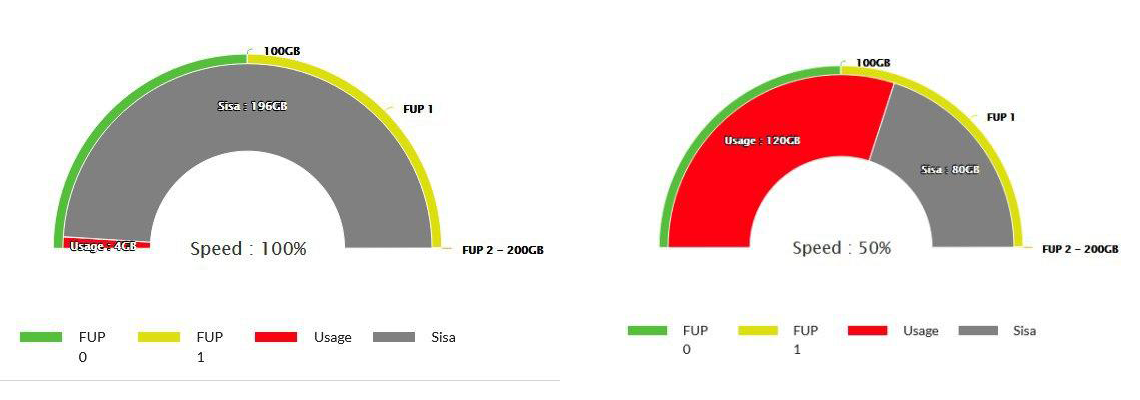 100GB
Sisa : 196GB
FUP 1
Usage : 4GB
Speed : 100%
FUP 2 - 200GB
FUP 0
FUP 1
Usage
Sisa
100GB
FUP 1
Usage : 120GB
Sisa : 80GB
Speed : 50%
FUP 2 - 200GB
FUP 0
FUP 1
Usage
Sisa